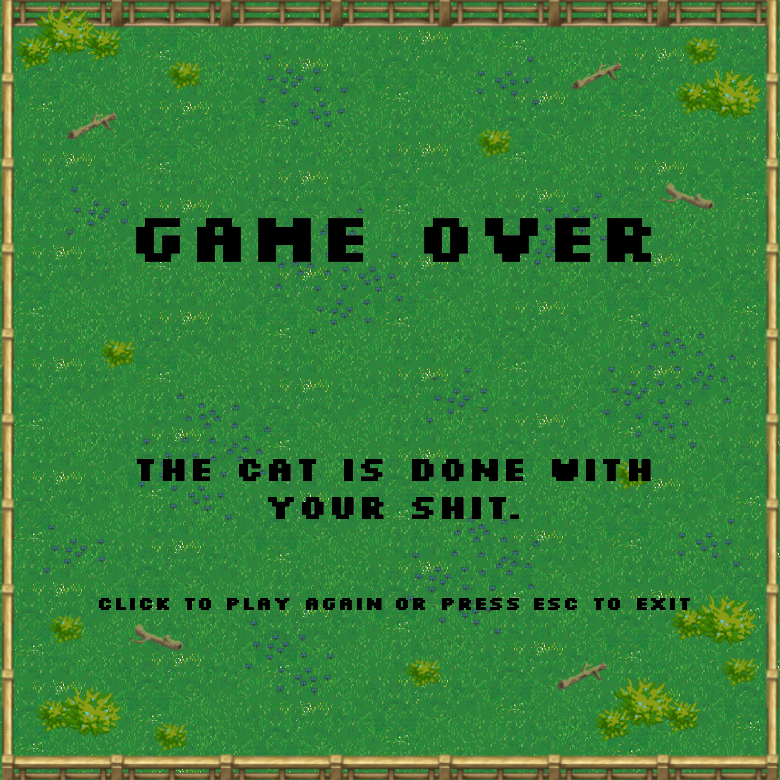 GAME OVER
THE CAT IS DONE WITH
YOUR SHIT.
CLICK TO PLAY AGAIN OR PRESS ESC TO EXIT